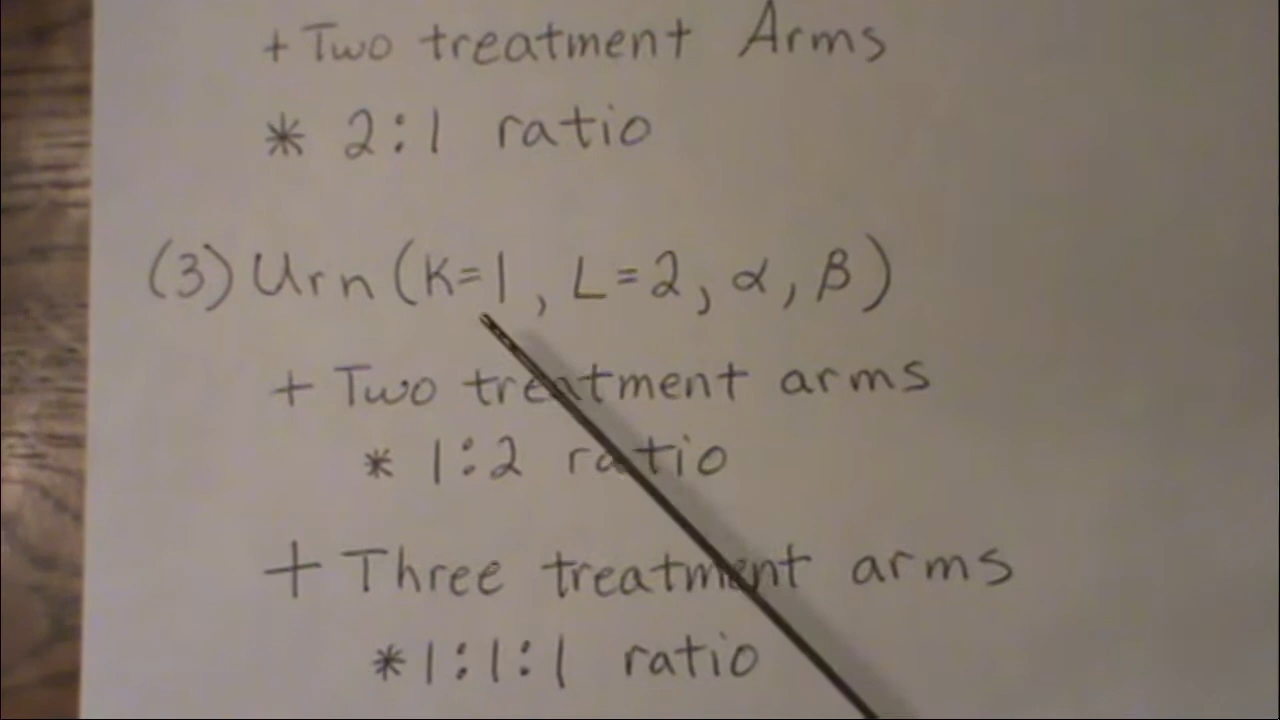 + Two treatment Arms
* 2:1 ratio
(3) Urn (K=1, L=2, α, β)
+ Two treatment arms
* 1:2 ratio
+ Three treatment arms
* 1:1:1 ratio